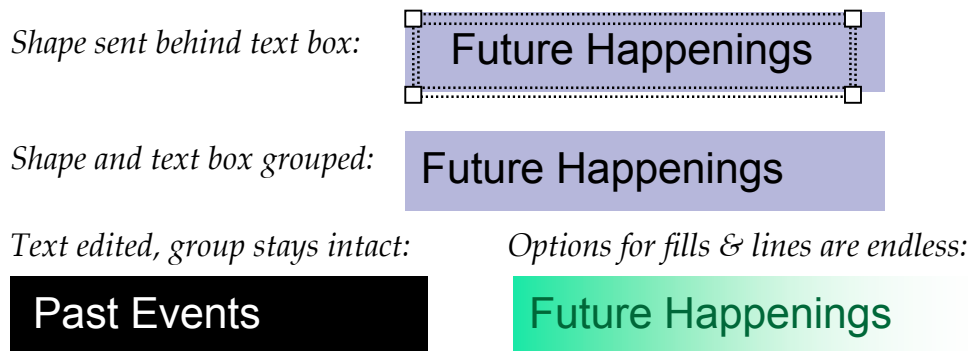 Shape sent behind text box:
Future Happenings
Shape and text box grouped:
Future Happenings
Text edited, group stays intact:
Past Events
Options for fills & lines are endless:
Future Happenings